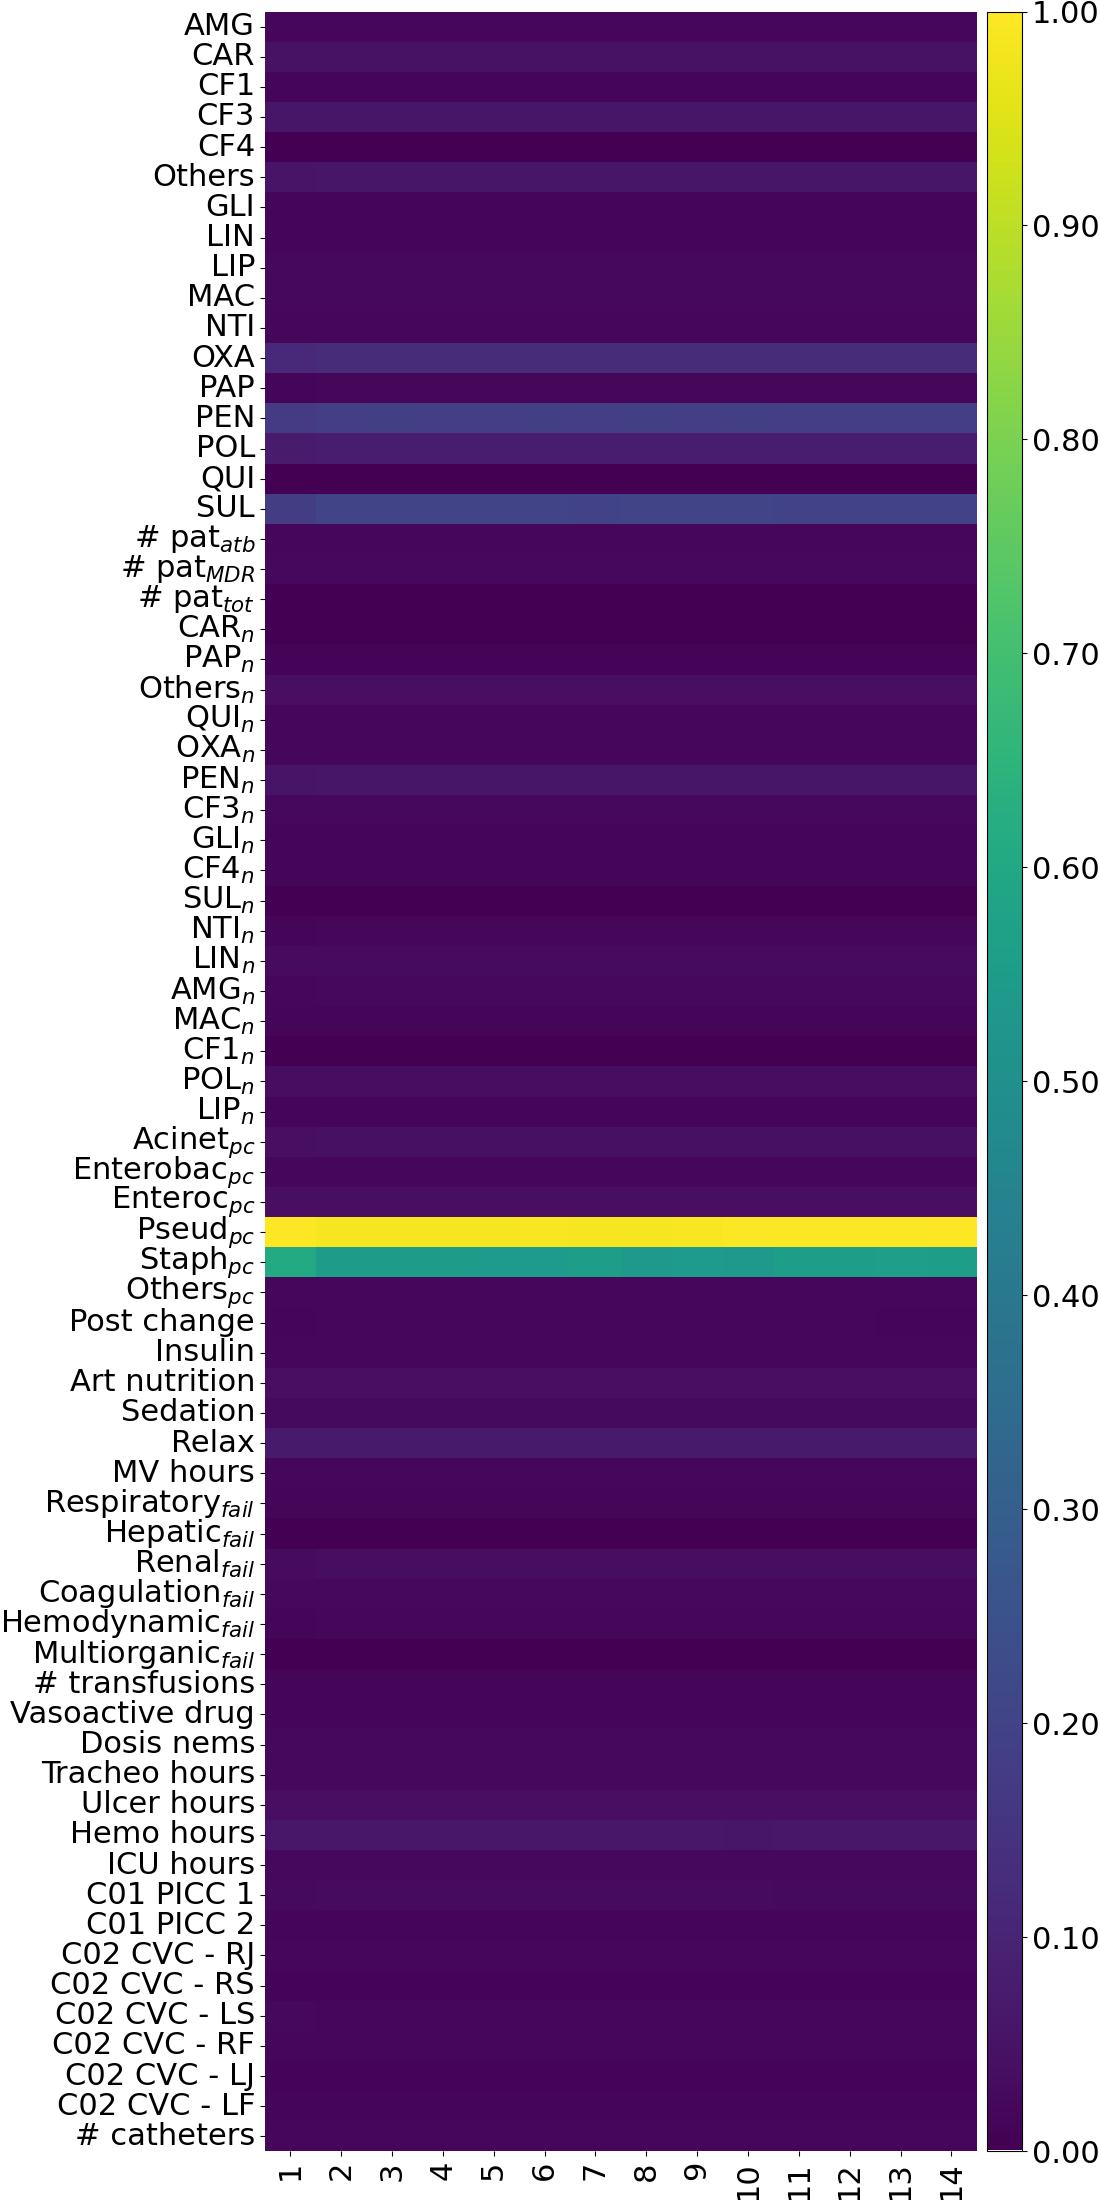 AMG
CAR
CF1
CF3
CF4
Others
GLI
LIN
LIP
MAC
NTI
OXA
PAP
PEN
POL
QUI
SUL
# pat_atb
# pat_MDR
# pat_tot
CAR_n
PAP_n
Others_n
QUI_n
OXA_n
PEN_n
CF3_n
GLI_n
CF4_n
SUL_n
NTI_n
LIN_n
AMG_n
MAC_n
CF1_n
POL_n
LIP_n
Acinet_pc
Enterobac_pc
Enteroc_pc
Pseud_pc
Staph_pc
Others_pc
Post change
Insulin
Art nutrition
Sedation
Relax
MV hours
Respiratory_fail
Hepatic_fail
Renal_fail
Coagulation_fail
Hemodynamic_fail
Multiorganic_fail
# transfusions
Vasoactive drug
Dosis nems
Tracheo hours
Ulcer hours
Hemo hours
ICU hours
C01 PICC 1
C01 PICC 2
C02 CVC - RJ
C02 CVC - RS
C02 CVC - LS
C02 CVC - RF
C02 CVC - LJ
C02 CVC - LF
# catheters
1 2 3 4 5 6 7 8 9 10 11 12 13 14
1.00
0.90
0.80
0.70
0.60
0.50
0.40
0.30
0.20
0.10
0.00